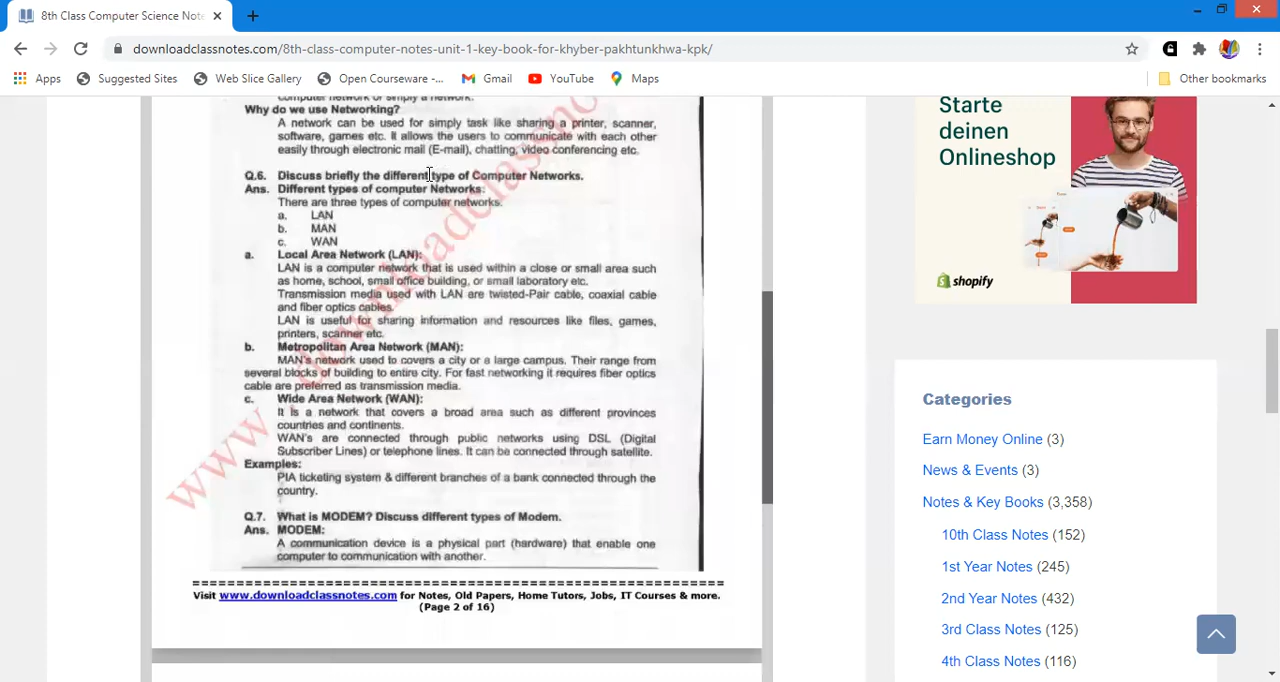 8th Class Computer Science Note
downloadclassnotes.com/8th-class-computer-notes-unit-1-key-book-for-khyber-pakhtunkhwa-kpk/
Apps Suggested Sites Web Slice Gallery Open Courseware -... Gmail YouTube Maps Other bookmarks
computer network or simply a network.
Why do we use Networking?
A network can be used for simply task like sharing a printer, scanner,
software, games etc. It allows the users to communicate with each other
easily through electronic mail (E-mail), chatting, video conferencing etc.
Q.6. Discuss briefly the different type of Computer Networks.
Ans. Different types of computer Networks:
There are three types of computer networks.
a. LAN
b. MAN
c. WAN
a. Local Area Network (LAN):
LAN is a computer network that is used within a close or small area such
as home, school, small office building, or small laboratory etc.
Transmission media used with LAN are twisted-Pair cable, coaxial cable
and fiber optics cables.
LAN is useful for sharing information and resources like files, games,
printers, scanner etc.
b. Metropolitan Area Network (MAN):
MAN's network used to covers a city or a large campus. Their range from
several blocks of building to entire city. For fast networking it requires fiber optics
cable are preferred as transmission media.
c. Wide Area Network (WAN):
It is a network that covers a broad area such as different provinces
countries and continents.
WAN's are connected through public networks using DSL (Digital
Subscriber Lines) or telephone lines. It can be connected through satellite.
Examples:
PIA ticketing system & different branches of a bank connected through the
country.
Q.7. What is MODEM? Discuss different types of Modem.
Ans. MODEM:
A communication device is a physical part (hardware) that enable one
computer to communication with another.
www.downloadclassno
Visit www.downloadclassnotes.com for Notes, Old Papers, Home Tutors, Jobs, IT Courses & more.
(Page 2 of 16)
Starte
deinen
Onlineshop
shopify
Categories
Earn Money Online (3)
News & Events (3)
Notes & Key Books (3,358)
10th Class Notes (152)
1st Year Notes (245)
2nd Year Notes (432)
3rd Class Notes (125)
4th Class Notes (116)